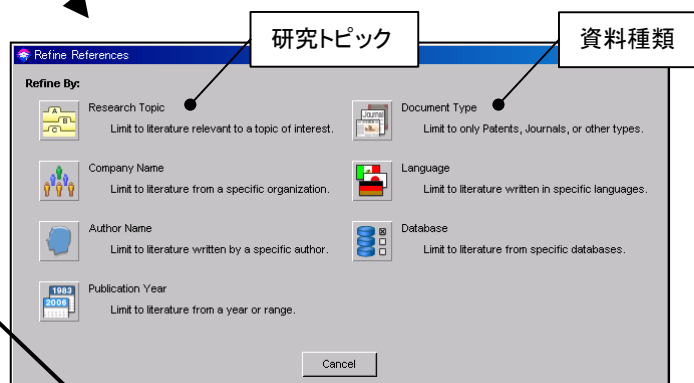 研究トピック
資料種類
Refine References
Refine By:
Research Topic
Limit to literature relevant to a topic of interest.
Document Type
Limit to only Patents, Journals, or other types.
Company Name
Limit to literature from a specific organization.
Language
Limit to literature written in specific languages.
Author Name
Limit to literature written by a specific author.
Database
Limit to literature from specific databases.
Publication Year
Limit to literature from a year or range.
A
B
C
Journal
1983
2006
Cancel